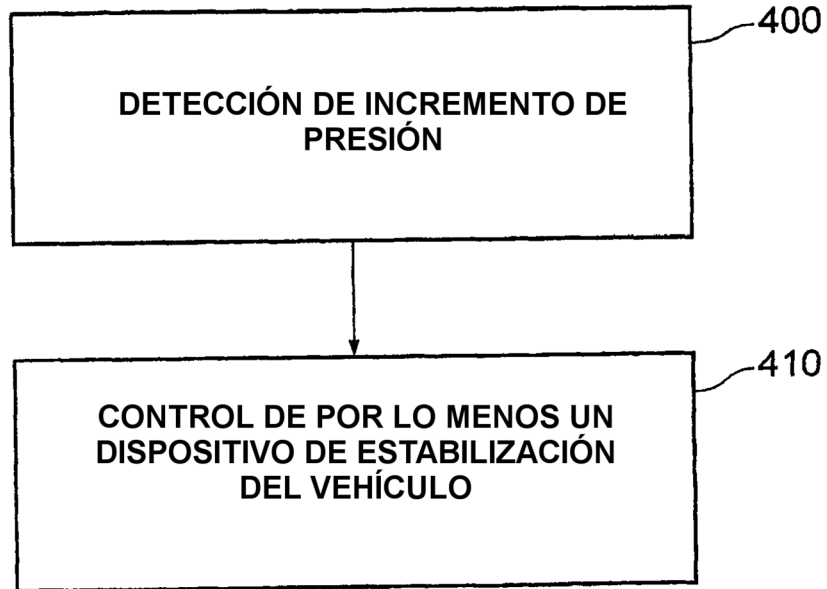 400
DETECCIÓN DE INCREMENTO DE
PRESIÓN
410
CONTROL DE POR LO MENOS UN
DISPOSITIVO DE ESTABILIZACIÓN
DEL VEHÍCULO